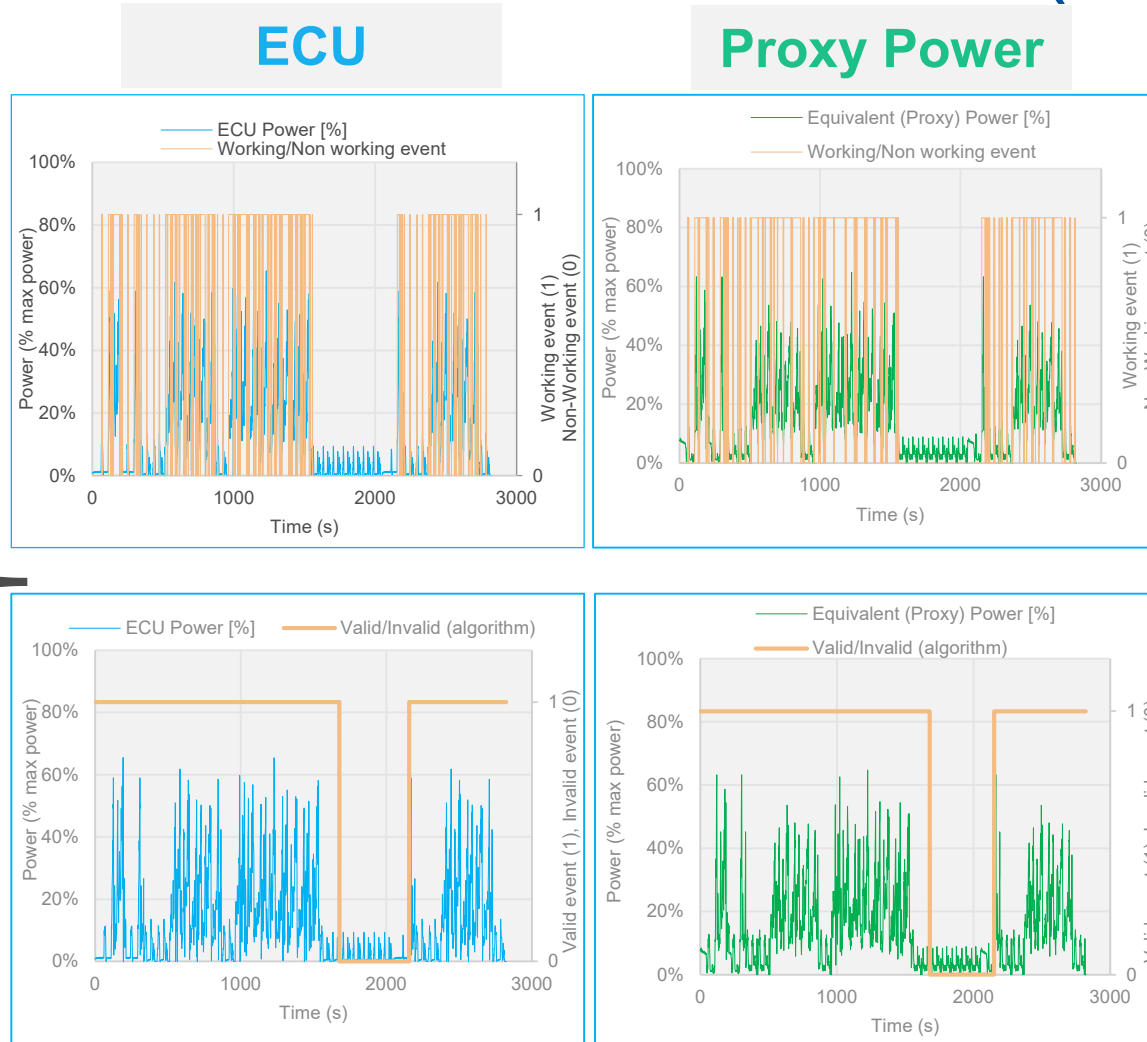 ECU
Proxy Power
ECU Power [%]
Working/Non working event
100%
80%
60%
40%
20%
0%
1
0
0
1000
2000
3000
Time (s)
Power (% max power)
Working event (1)
Non-Working event (0)
Equivalent (Proxy) Power [%]
Working/Non working event
100%
80%
60%
40%
20%
0%
1
0
0
1000
2000
3000
Time (s)
Power (% max power)
Working event (1)
ECU Power [%]
Valid/Invalid (algorithm)
100%
80%
60%
40%
20%
0%
1
0
0
1000
2000
3000
Time (s)
Power (% max power)
Valid event (1), Invalid event (0)
Equivalent (Proxy) Power [%]
Valid/Invalid (algorithm)
100%
80%
60%
40%
20%
0%
1
0
0
1000
2000
3000
Time (s)
Power (% max power)